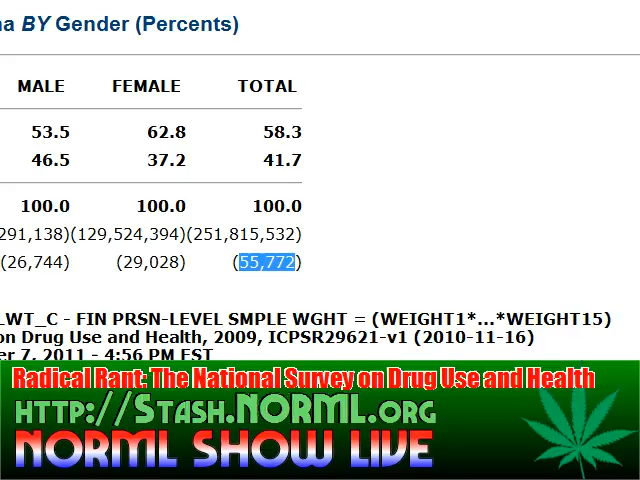 na BY Gender (Percents)
MALE FEMALE TOTAL
53.5 62.8 58.3
46.5 37.2 41.7
100.0 100.0 100.0
291,138)(129,524,394)(251,815,532)
(26,744) (29,028) (55,772)
LWT_C - FIN PRSN-LEVEL SMPLE WGHT = (WEIGHT1*...*WEIGHT15)
on Drug Use and Health, 2009, ICPSR29621-v1 (2010-11-16)
er 7, 2011 - 4:56 PM EST
Radical Rant: The National Survey on Drug Use and Health
http://Stash.NORML.org
NORML SHOW LIVE